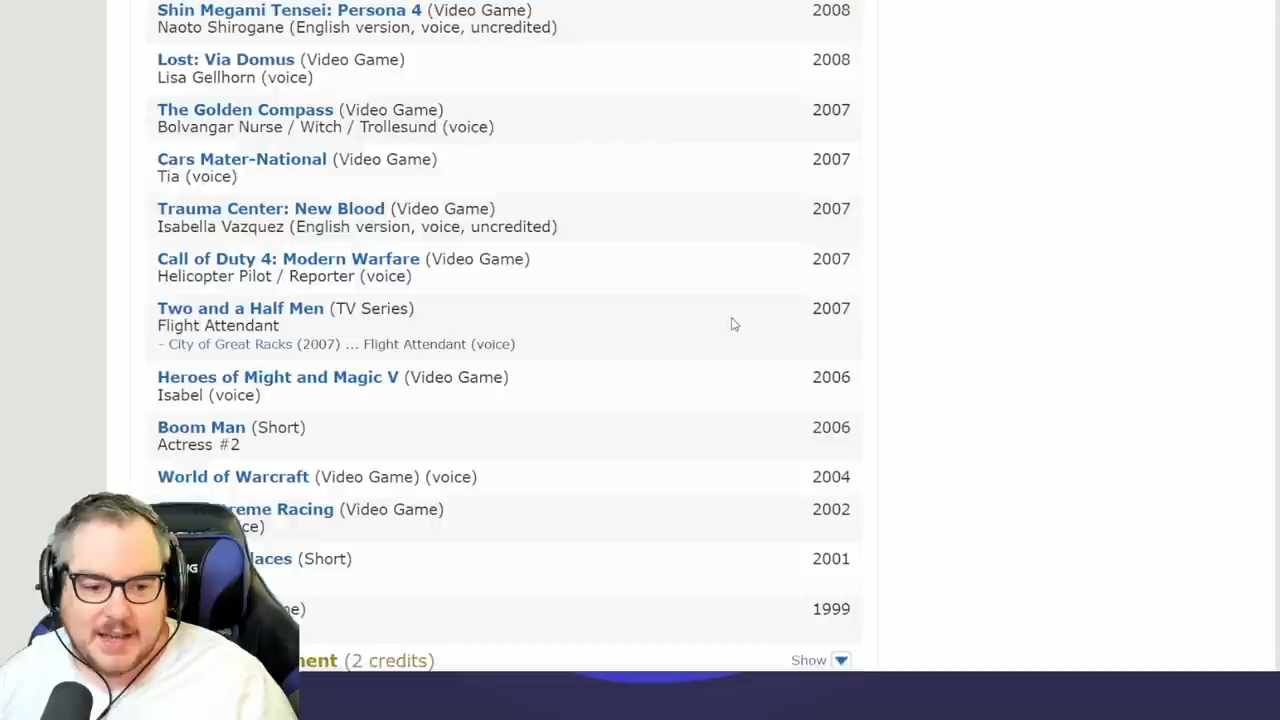 Shin Megami Tensei: Persona 4 (Video Game) 2008
Naoto Shirogane (English version, voice, uncredited)
Lost: Via Domus (Video Game) 2008
Lisa Gellhorn (voice)
The Golden Compass (Video Game) 2007
Bolvangar Nurse / Witch / Trollesund (voice)
Cars Mater-National (Video Game) 2007
Tia (voice)
Trauma Center: New Blood (Video Game) 2007
Isabella Vazquez (English version, voice, uncredited)
Call of Duty 4: Modern Warfare (Video Game) 2007
Helicopter Pilot / Reporter (voice)
Two and a Half Men (TV Series) 2007
Flight Attendant
- City of Great Racks (2007) ... Flight Attendant (voice)
Heroes of Might and Magic V (Video Game) 2006
Isabel (voice)
Boom Man (Short) 2006
Actress #2
World of Warcraft (Video Game) (voice) 2004
Racing (Video Game) 2002
(Short) 2001
1999
(2 credits) Show